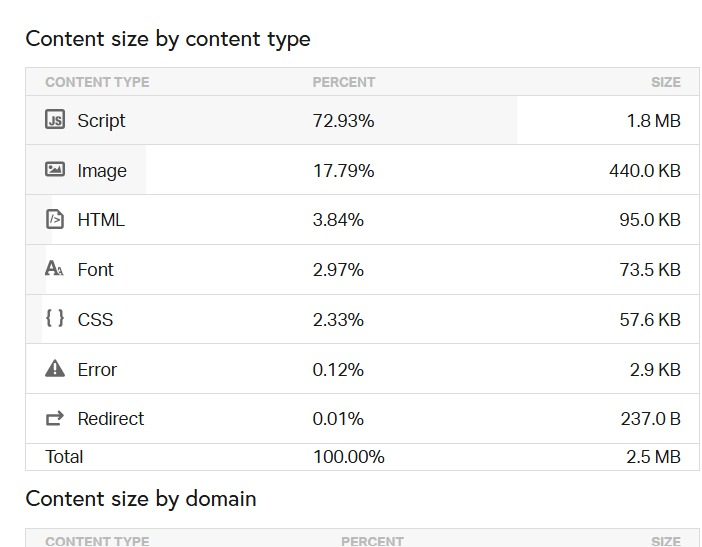 Content size by content type
CONTENT TYPE PERCENT SIZE
JS Script 72.93% 1.8 MB
Image 17.79% 440.0 KB
</> HTML 3.84% 95.0 KB
AA Font 2.97% 73.5 KB
{ } CSS 2.33% 57.6 KB
Error 0.12% 2.9 KB
Redirect 0.01% 237.0 B
Total 100.00% 2.5 MB
Content size by domain
CONTENT TYPE PERCENT SIZE